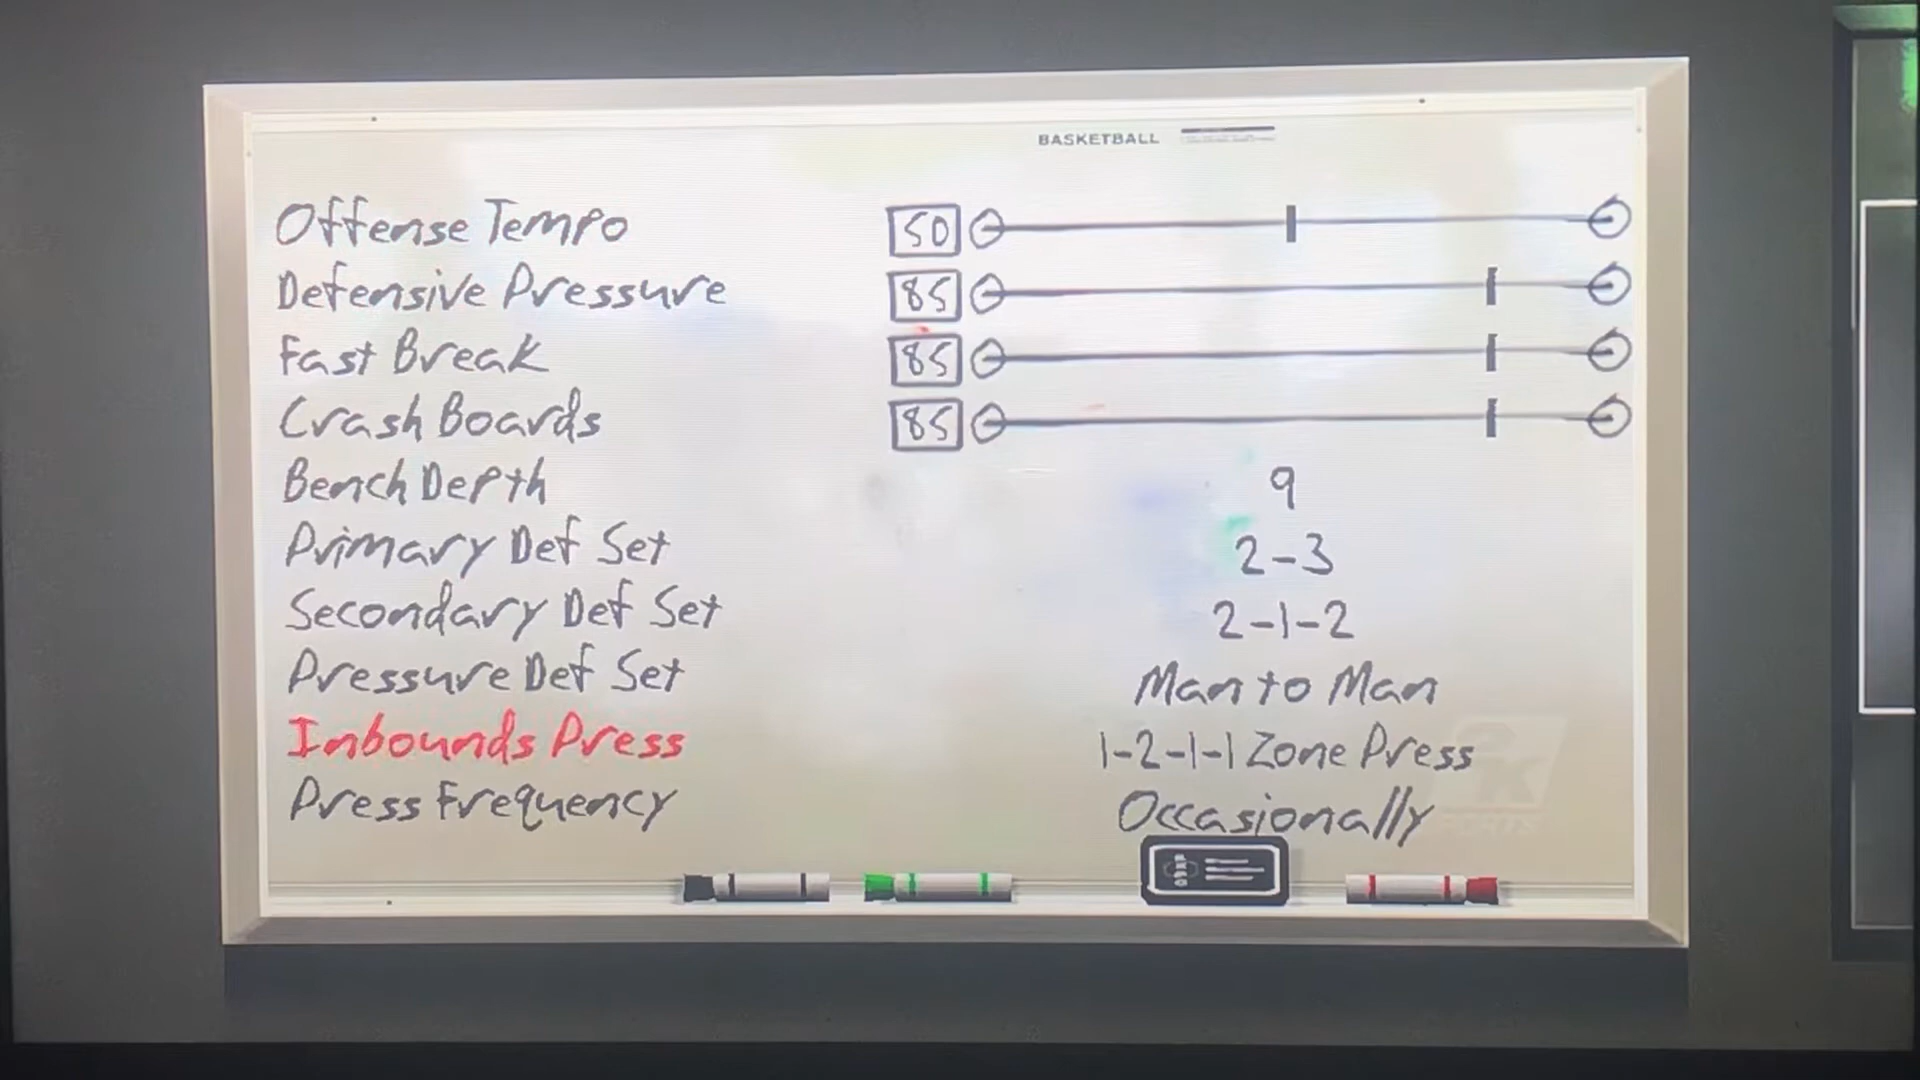 BASKETBALL
Offense Tempo 50
Defensive Pressure 85
Fast Break 85
Crash Boards 85
Bench Depth 9
Primary Def Set 2-3
Secondary Def Set 2-1-2
Pressure Def Set Man to Man
Inbounds Press 1-2-1-1 Zone Press
Press Frequency Occasionally
2K
SPORTS